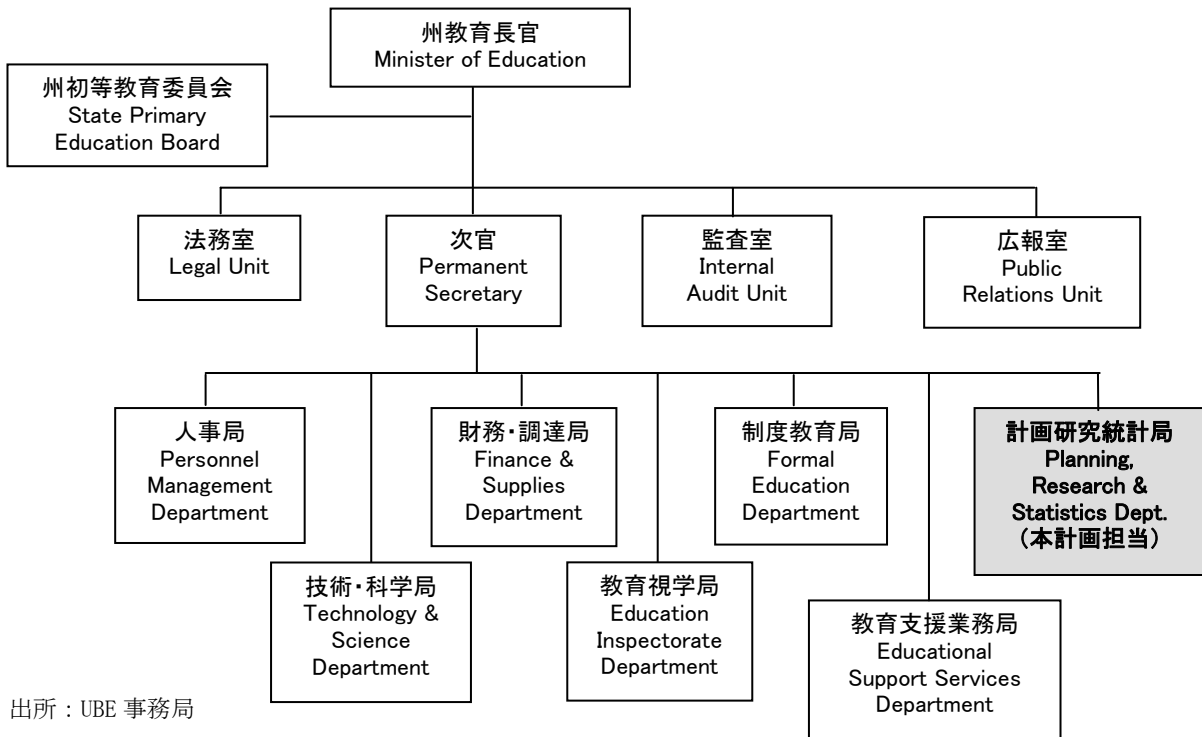 州教育長官
Minister of Education
州初等教育委員会
State Primary
Education Board
法務室
Legal Unit
次官
Permanent
Secretary
監査室
Internal
Audit Unit
広報室
Public
Relations Unit
人事局
Personnel
Management
Department
財務・調達局
Finance &
Supplies
Department
制度教育局
Formal
Education
Department
計画研究統計局
Planning,
Research &
Statistics Dept.
（本計画担当）
技術・科学局
Technology &
Science
Department
教育視学局
Education
Inspectorate
Department
教育支援業務局
Educational
Support Services
Department
出所：UBE 事務局